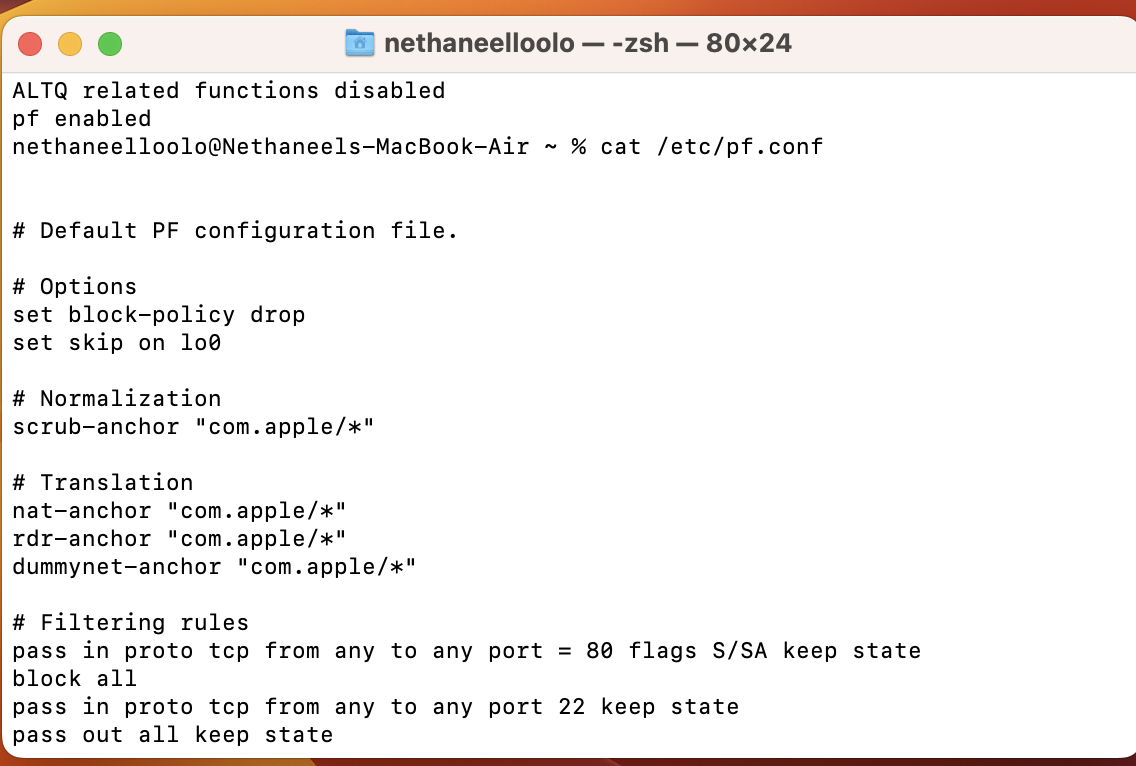 nethaneelloolo — -zsh — 80×24
ALTQ related functions disabled
pf enabled
nethaneelloolo@Nethaneels-MacBook-Air ~ % cat /etc/pf.conf
# Default PF configuration file.
# Options
set block-policy drop
set skip on lo0
# Normalization
scrub-anchor "com.apple/*"
# Translation
nat-anchor "com.apple/*"
rdr-anchor "com.apple/*"
dummynet-anchor "com.apple/*"
# Filtering rules
pass in proto tcp from any to any port = 80 flags S/SA keep state
block all
pass in proto tcp from any to any port 22 keep state
pass out all keep state